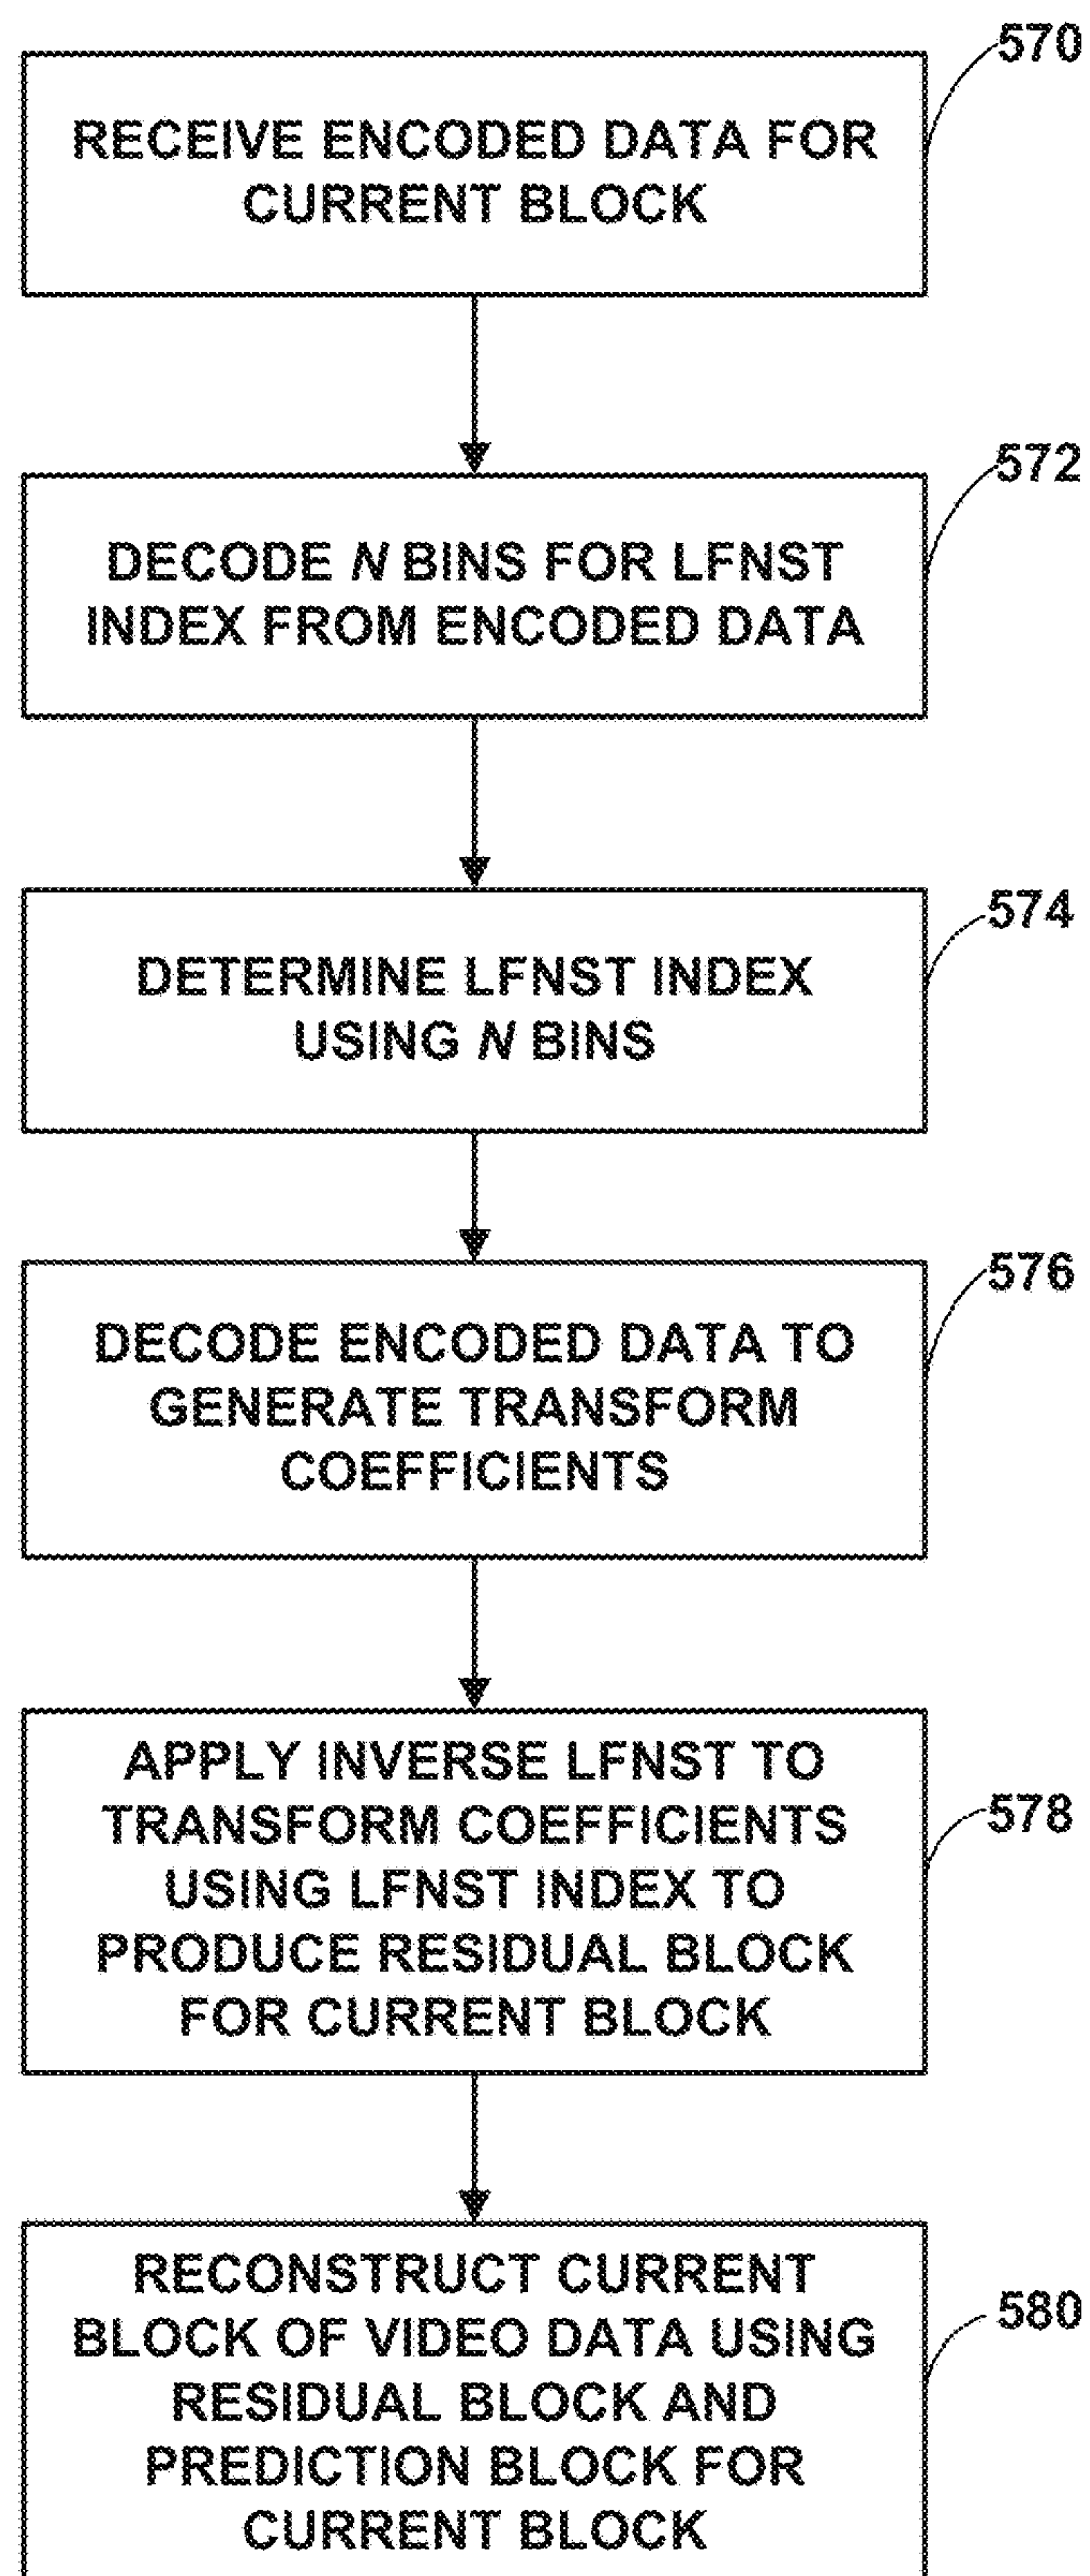 570
RECEIVE ENCODED DATA FOR
CURRENT BLOCK
572
DECODE N BINS FOR LFNST
INDEX FROM ENCODED DATA
574
DETERMINE LFNST INDEX
USING N BINS
576
DECODE ENCODED DATA TO
GENERATE TRANSFORM
COEFFICIENTS
578
APPLY INVERSE LFNST TO
TRANSFORM COEFFICIENTS
USING LFNST INDEX TO
PRODUCE RESIDUAL BLOCK
FOR CURRENT BLOCK
580
RECONSTRUCT CURRENT
BLOCK OF VIDEO DATA USING
RESIDUAL BLOCK AND
PREDICTION BLOCK FOR
CURRENT BLOCK